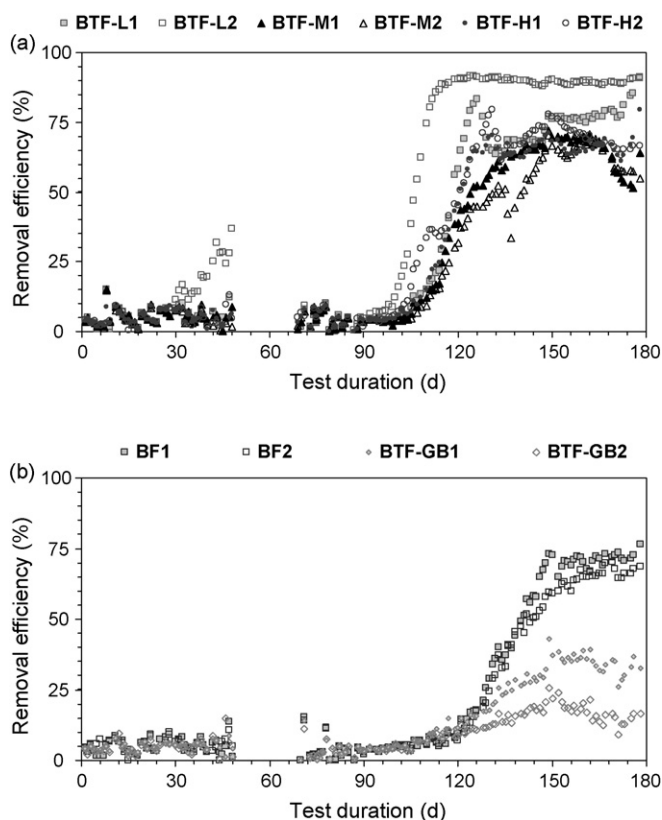 (a) BTF-L1 BTF-L2 BTF-M1 BTF-M2 BTF-H1 BTF-H2
100
75
50
25
0
Removal efficiency (%)
0 30 60 90 120 150 180
Test duration (d)
(b) BF1 BF2 BTF-GB1 BTF-GB2
100
75
50
25
0
Removal efficiency (%)
0 30 60 90 120 150 180
Test duration (d)